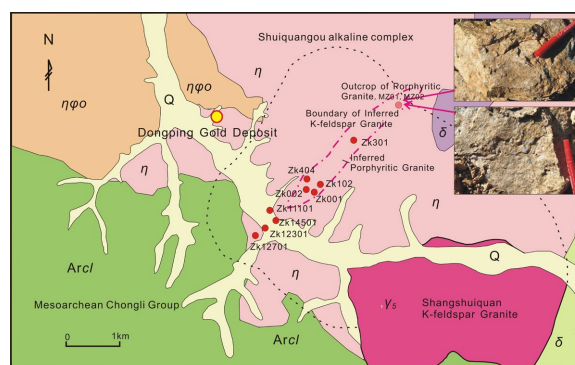 N
Shuiquangou alkaline complex
η
ηφο
ηφο
Q
Outcrop of Porphyritic
Granite, MZ01, MZ02
Boundary of Inferred
K-feldspar Granite
δ
Dongping Gold Deposit
Zk301
Inferred
Porphyritic Granite
η
Zk404
Zk102
Zk002
Zk001
η
Zk11101
Zk14501
Zk12301
Zk12701
Arcl
η
Q
Mesoarchean Chongli Group
γ5
Shangshuiquan
K-feldspar Granite
0 1km
Arcl
δ